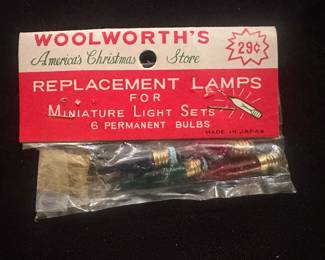 WOOLWORTH'S
America's Christmas Store
29¢
REPLACEMENT LAMPS
FOR
MINIATURE LIGHT SETS
6 PERMANENT BULBS
MADE IN JAPAN